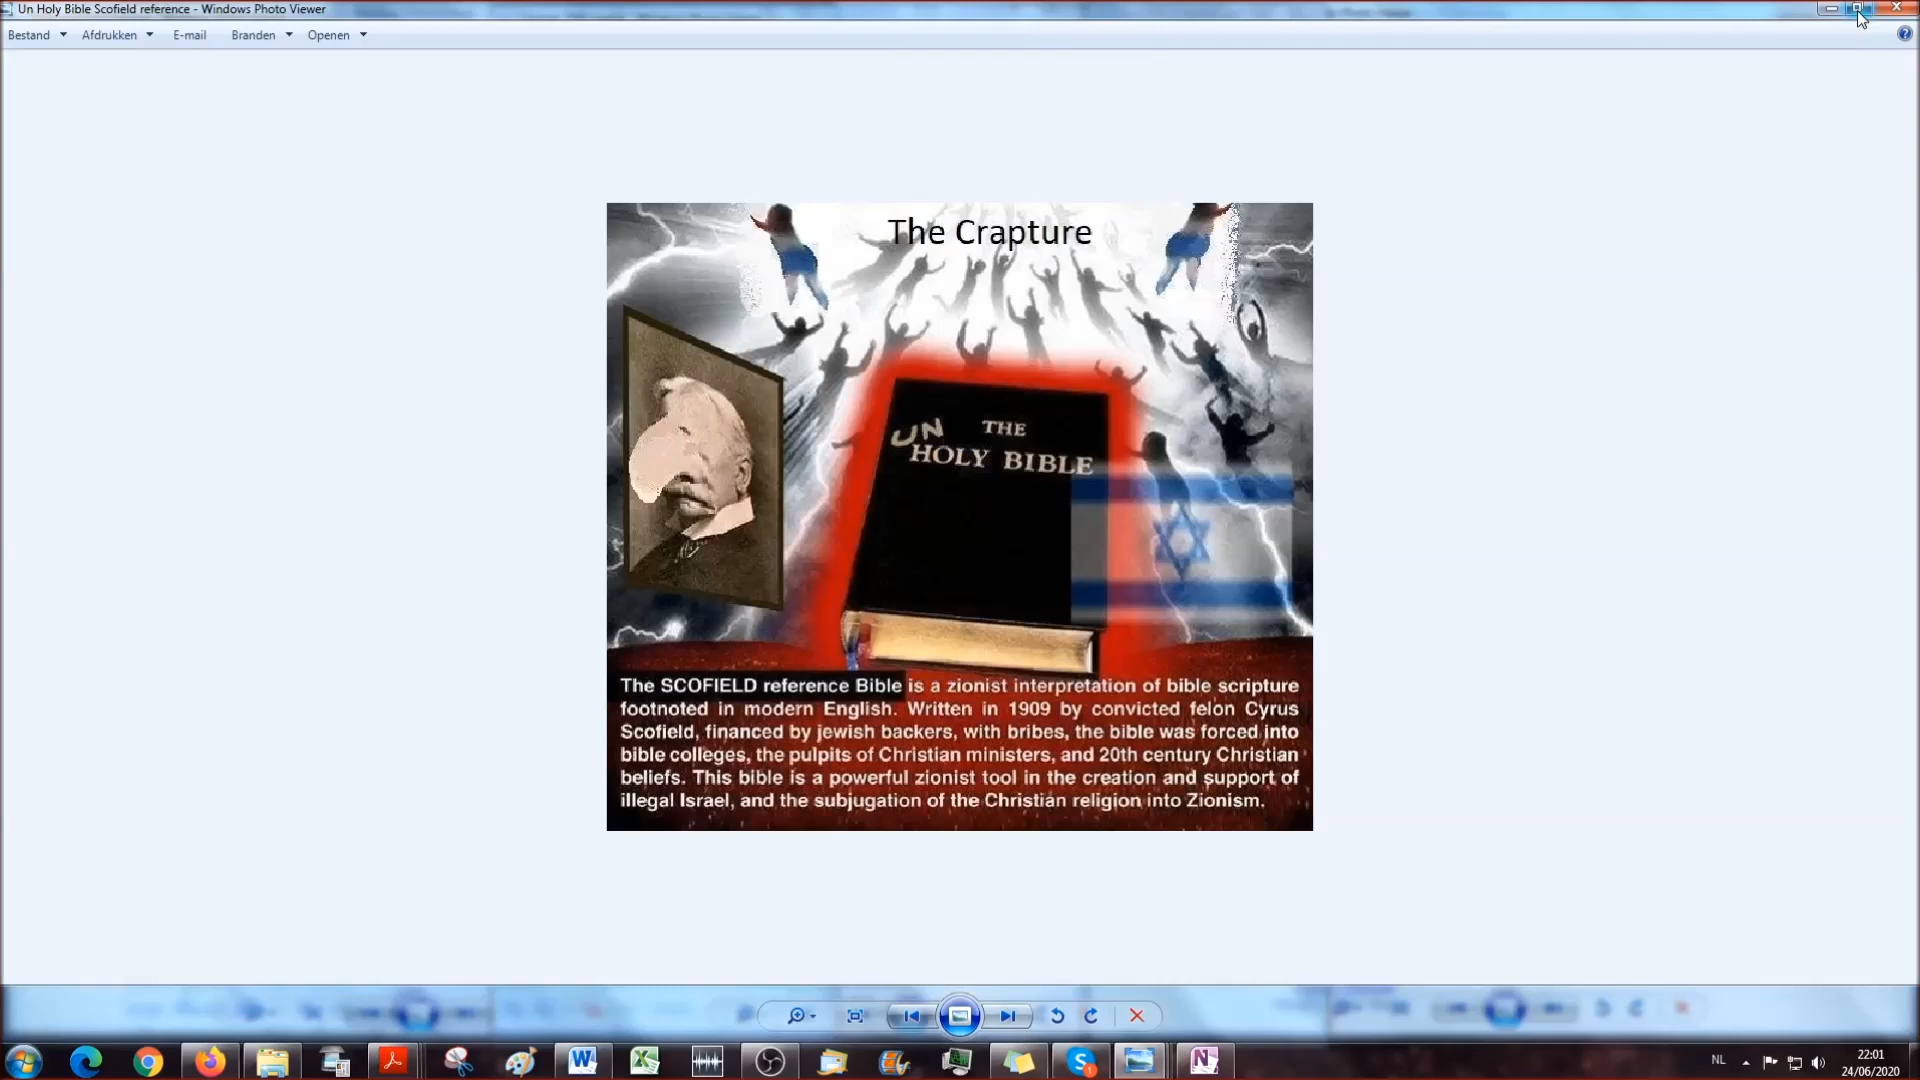 Un Holy Bible Scofield reference - Windows Photo Viewer
Bestand Afdrukken E-mail Branden Openen
The Crapture
UN THE
HOLY BIBLE
The SCOFIELD reference Bible is a zionist interpretation of bible scripture
footnoted in modern English. Written in 1909 by convicted felon Cyrus
Scofield, financed by jewish backers, with bribes, the bible was forced into
bible colleges, the pulpits of Christian ministers, and 20th century Christian
beliefs. This bible is a powerful zionist tool in the creation and support of
illegal Israel, and the subjugation of the Christian religion into Zionism.
NL
22:01
24/06/2020